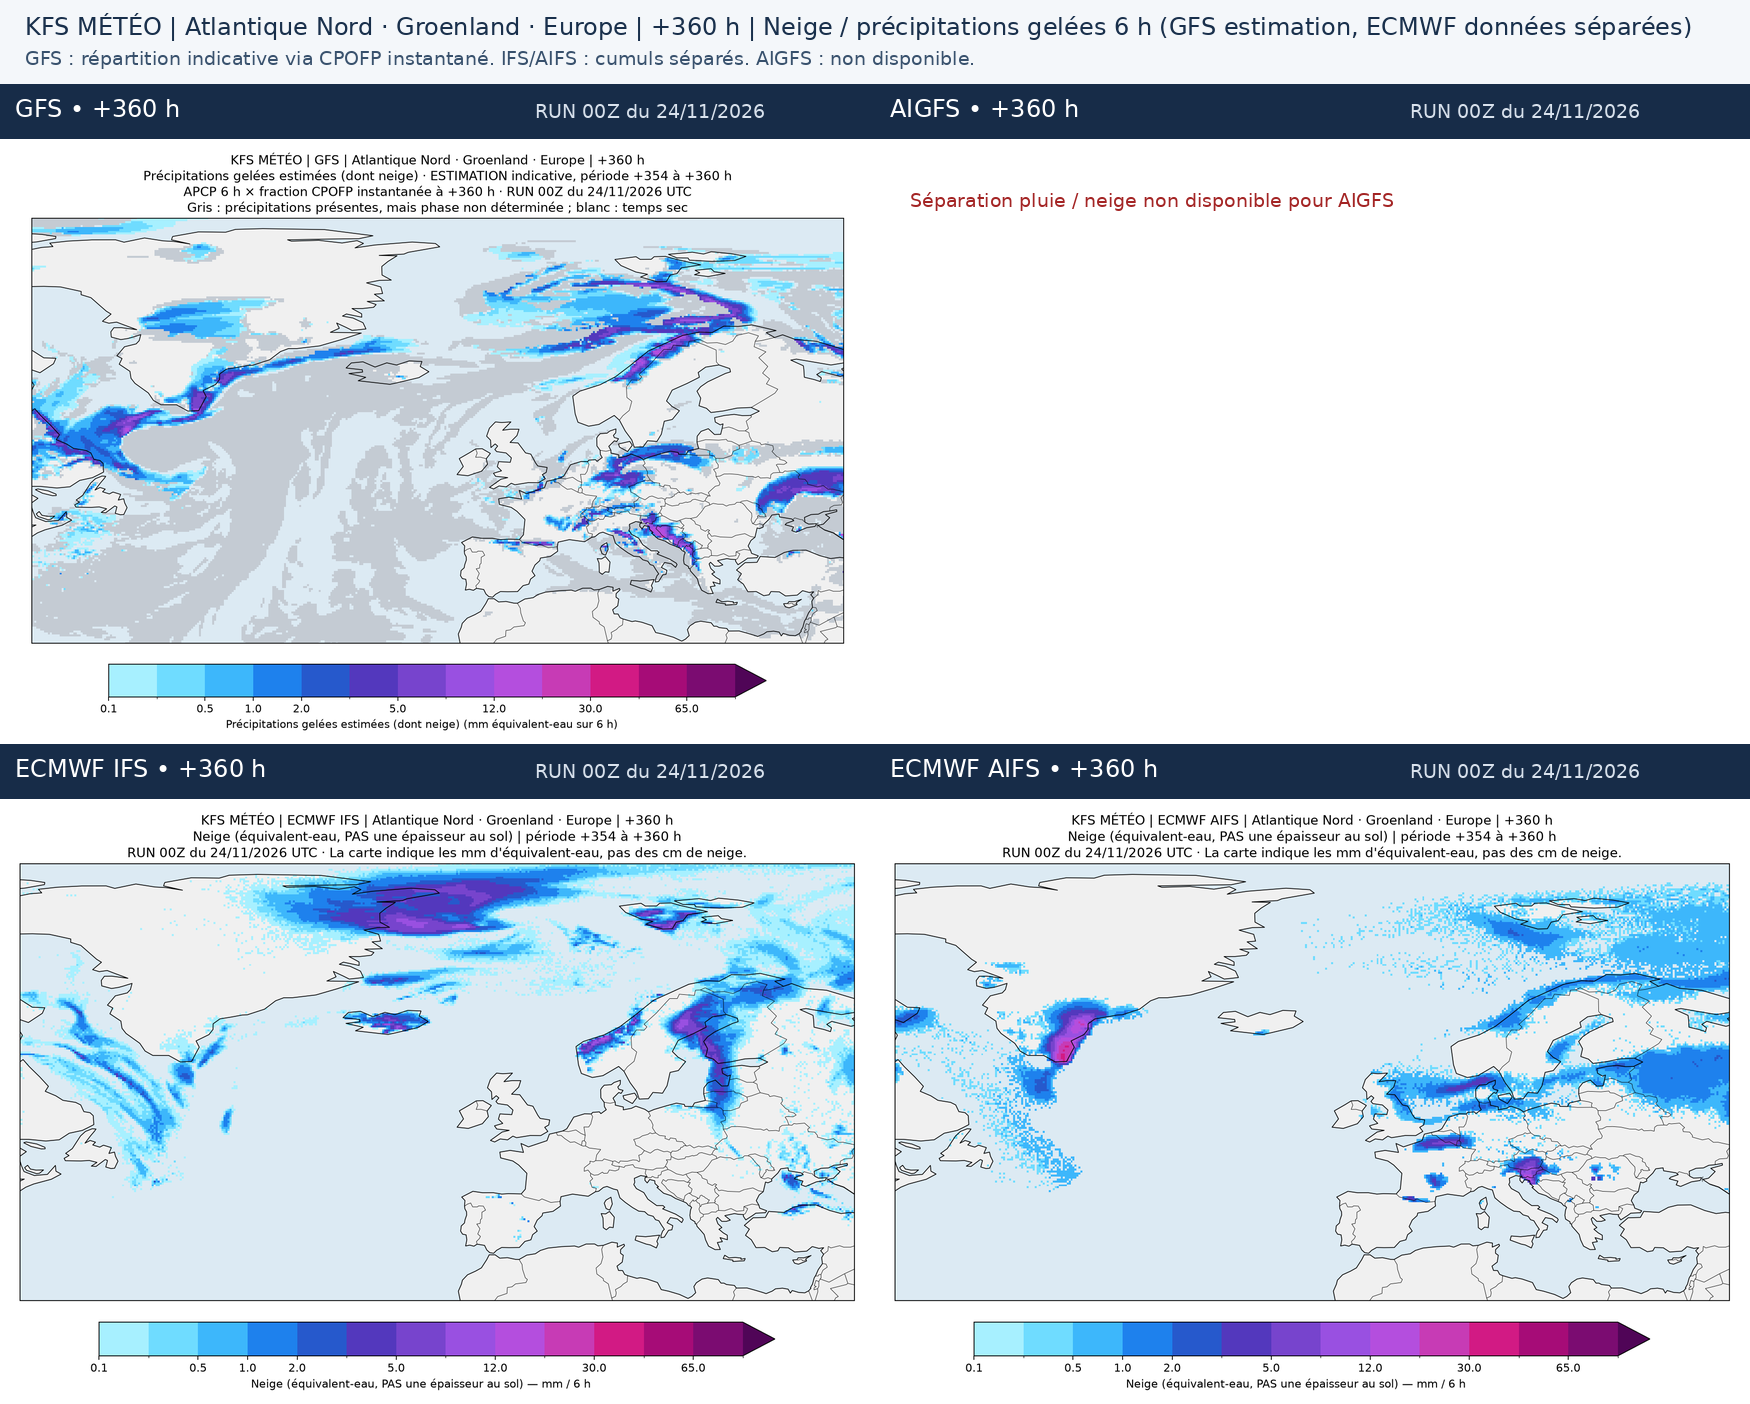 KFS MÉTÉO | Atlantique Nord · Groenland · Europe | +360 h | Neige / précipitations gelées 6 h (GFS estimation, ECMWF données séparées)
GFS : répartition indicative via CPOFP instantané. IFS/AIFS : cumuls séparés. AIGFS : non disponible.
GFS • +360 h
RUN 00Z du 24/11/2026
AIGFS • +360 h
RUN 00Z du 24/11/2026
KFS MÉTÉO | GFS | Atlantique Nord · Groenland · Europe | +360 h
Précipitations gelées estimées (dont neige) · ESTIMATION indicative, période +354 à +360 h
APCP 6 h × fraction CPOFP instantanée à +360 h · RUN 00Z du 24/11/2026 UTC
Gris : précipitations présentes, mais phase non déterminée ; blanc : temps sec
Séparation pluie / neige non disponible pour AIGFS
0.1 0.5 1.0 2.0 5.0 12.0 30.0 65.0
Précipitations gelées estimées (dont neige) (mm équivalent-eau sur 6 h)
ECMWF IFS • +360 h
RUN 00Z du 24/11/2026
ECMWF AIFS • +360 h
RUN 00Z du 24/11/2026
KFS MÉTÉO | ECMWF IFS | Atlantique Nord · Groenland · Europe | +360 h
Neige (équivalent-eau, PAS une épaisseur au sol) | période +354 à +360 h
RUN 00Z du 24/11/2026 UTC · La carte indique les mm d'équivalent-eau, pas des cm de neige.
KFS MÉTÉO | ECMWF AIFS | Atlantique Nord · Groenland · Europe | +360 h
Neige (équivalent-eau, PAS une épaisseur au sol) | période +354 à +360 h
RUN 00Z du 24/11/2026 UTC · La carte indique les mm d'équivalent-eau, pas des cm de neige.
0.1 0.5 1.0 2.0 5.0 12.0 30.0 65.0
Neige (équivalent-eau, PAS une épaisseur au sol) — mm / 6 h
0.1 0.5 1.0 2.0 5.0 12.0 30.0 65.0
Neige (équivalent-eau, PAS une épaisseur au sol) — mm / 6 h